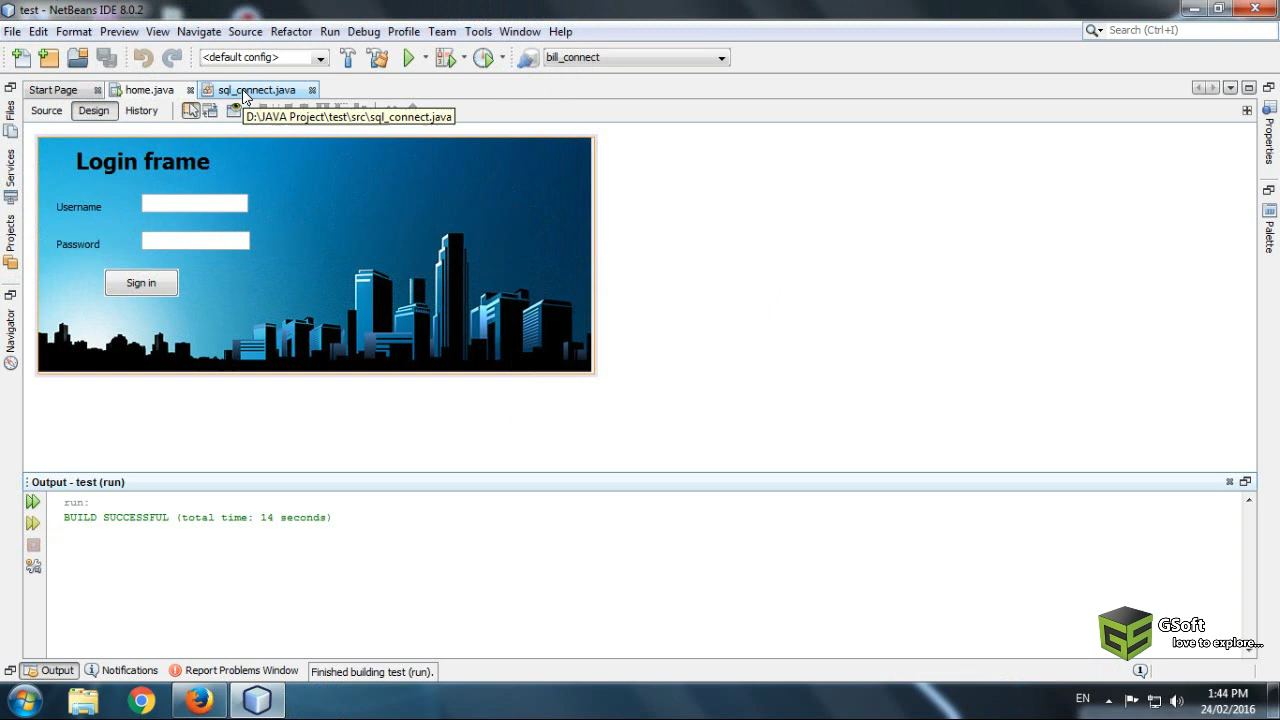 test - NetBeans IDE 8.0.2
File Edit Format Preview View Navigate Source Refactor Run Debug Profile Team Tools Window Help
Search (Ctrl+I)
<default config>
bill_connect
Start Page
home.java
sql_connect.java
Source Design History
D:\JAVA Project\test\src\sql_connect.java
Files
Services
Projects
Navigator
Properties
Palette
Login frame
Username
Password
Sign in
Output - test (run)
run:
BUILD SUCCESSFUL (total time: 14 seconds)
GSoft
love to explore...
Output
Notifications
Report Problems Window
Finished building test (run).
EN
1:44 PM
24/02/2016